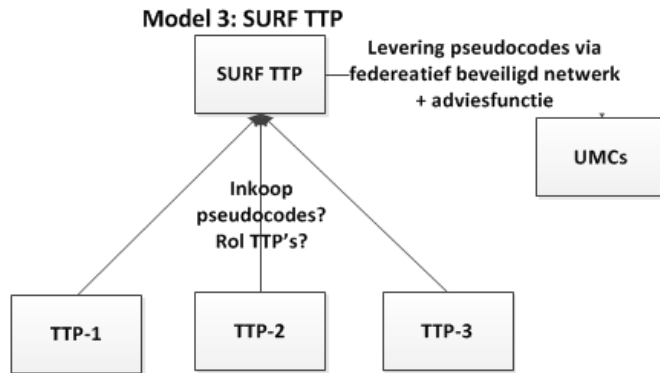 Model 3: SURF TTP
SURF TTP
Levering pseudocodes via
federeatief beveiligd netwerk
+ adviesfunctie
UMCs
Inkoop
pseudocodes?
Rol TTP's?
TTP-1
TTP-2
TTP-3